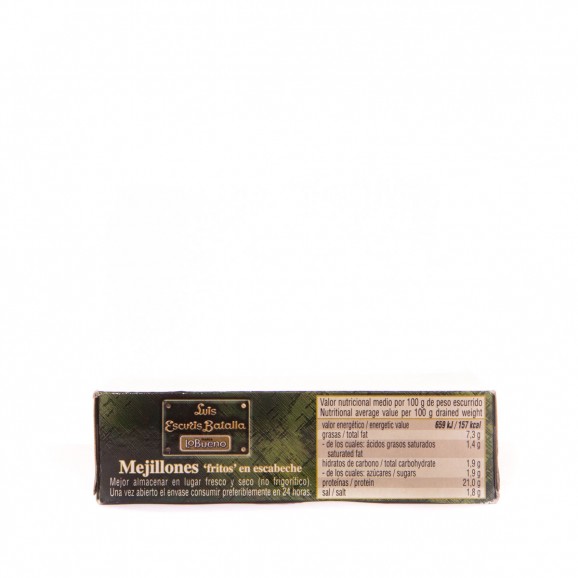 Luis
Escurís Batalla
LoBueno
Mejillones 'fritos' en escabeche
Mejor almacenar en lugar fresco y seco (no frigorífico).
Una vez abierto el envase consumir preferiblemente en 24 horas.
Valor nutricional medio por 100 g de peso escurrido
Nutritional average value per 100 g drained weight
valor energético / energetic value 659 kJ / 157 kcal
grasas / total fat 7,3 g
- de los cuales: ácidos grasos saturados 1,4 g
saturated fat
hidratos de carbono / total carbohydrate 1,9 g
- de los cuales: azúcares / sugars 1,9 g
proteínas / protein 21,0 g
sal / salt 1,8 g